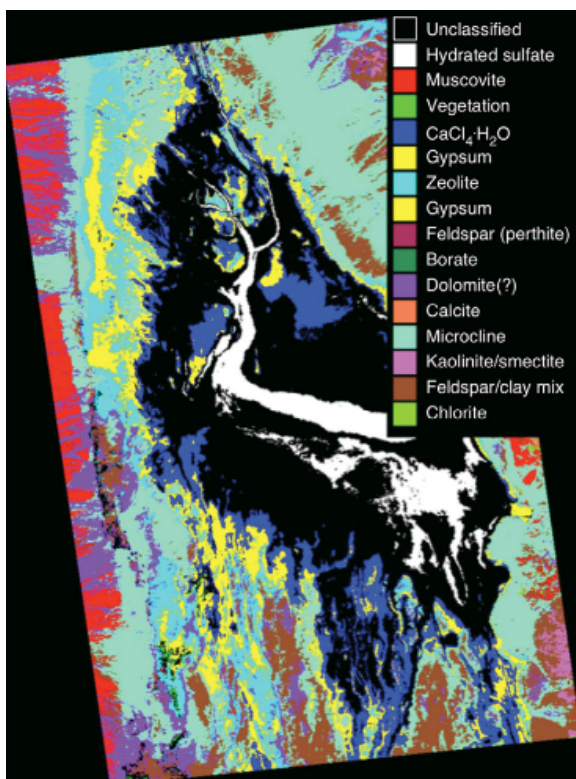 Unclassified
Hydrated sulfate
Muscovite
Vegetation
CaCl₄·H₂O
Gypsum
Zeolite
Gypsum
Feldspar (perthite)
Borate
Dolomite(?)
Calcite
Microcline
Kaolinite/smectite
Feldspar/clay mix
Chlorite